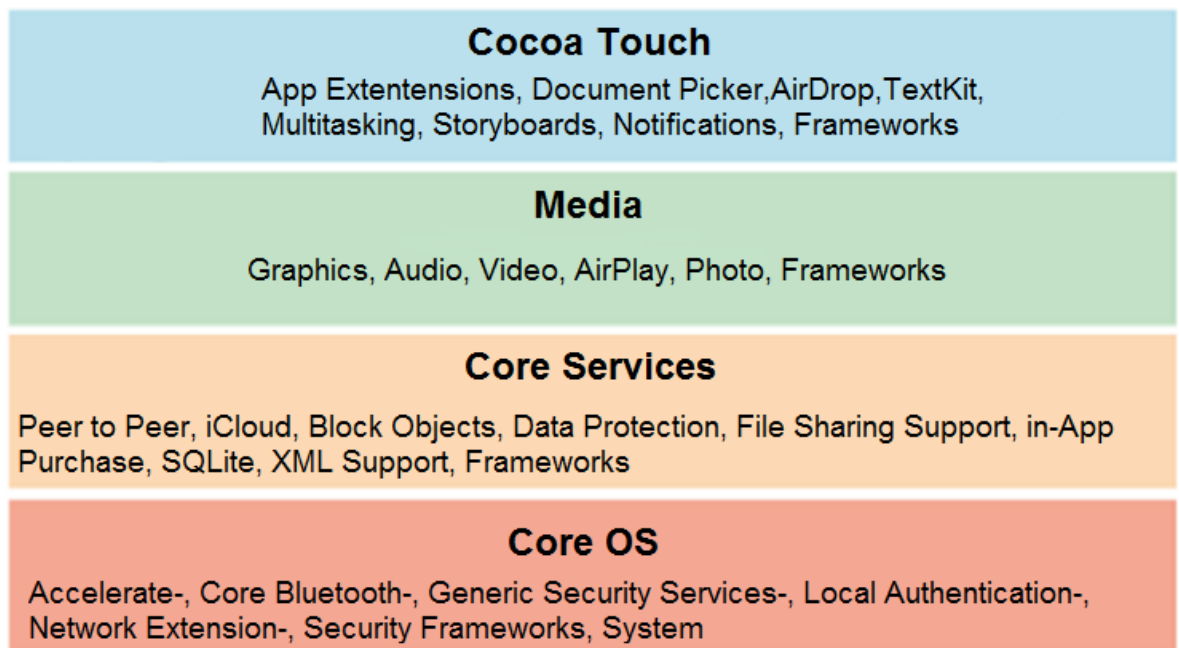 Cocoa Touch
App Extentensions, Document Picker,AirDrop,TextKit,
Multitasking, Storyboards, Notifications, Frameworks
Media
Graphics, Audio, Video, AirPlay, Photo, Frameworks
Core Services
Peer to Peer, iCloud, Block Objects, Data Protection, File Sharing Support, in-App
Purchase, SQLite, XML Support, Frameworks
Core OS
Accelerate-, Core Bluetooth-, Generic Security Services-, Local Authentication-,
Network Extension-, Security Frameworks, System